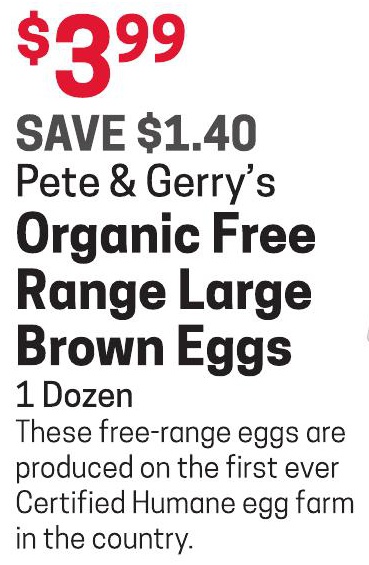 $3.99
SAVE $1.40
Pete & Gerry's
Organic Free
Range Large
Brown Eggs
1 Dozen
These free-range eggs are
produced on the first ever
Certified Humane egg farm
in the country.